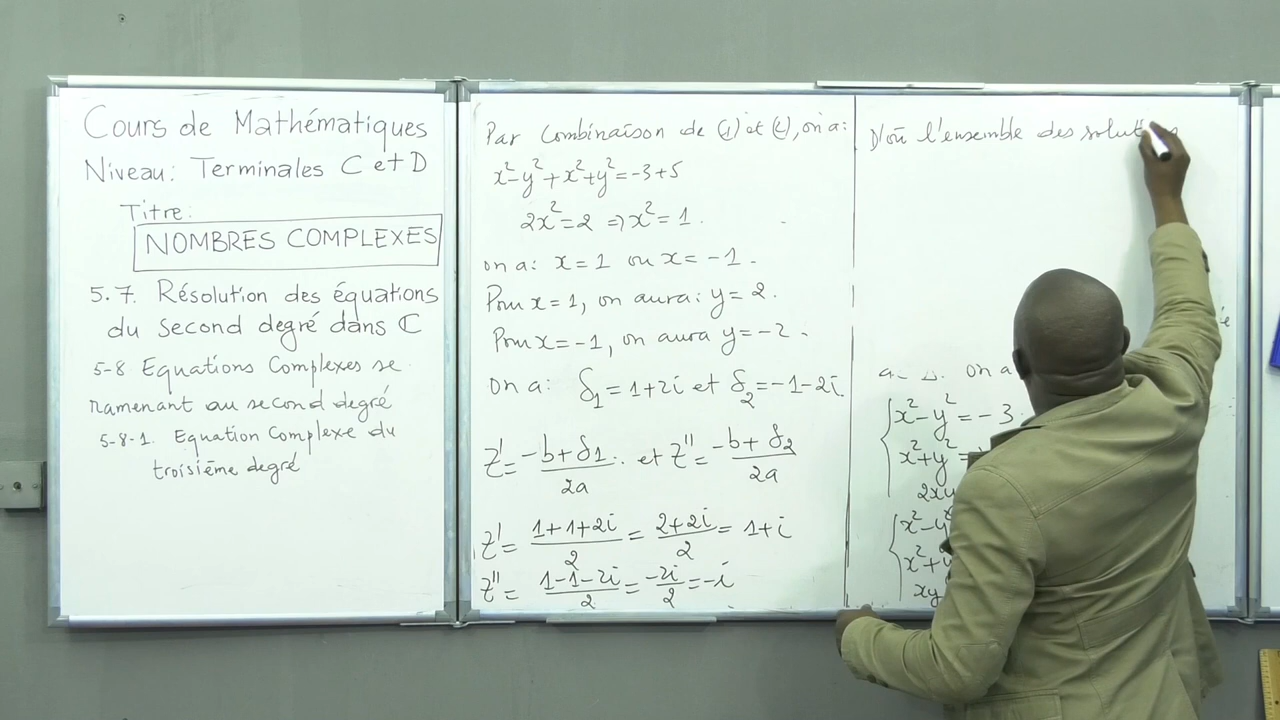 Cours de Mathématiques
Niveau: Terminales C et D
Titre:
NOMBRES COMPLEXES
5.7. Résolution des équations
du second degré dans ℂ
5-8 Equations Complexes se
ramenant au second degré
5-8-1. Equation Complexe du
troisième degré
Par Combinaison de (1) et (2), on a:
x²-y²+x²+y²=-3+5
2x²=2 ⇒ x²=1.
on a: x=1 ou x=-1.
Pour x=1, on aura: y=2.
Pour x=-1, on aura y=-2.
on a: δ₁=1+2i et δ₂=-1-2i.
Z'=(-b+δ₁)/2a. et Z''=(-b+δ₂)/2a
Z'=(1+1+2i)/2=(2+2i)/2=1+i
Z''=(1-1-2i)/2=-2i/2=-i
D'où l'ensemble des
on a
x²-y²=-3
x²+y²=
2xy
x²-y
x²+y
xy